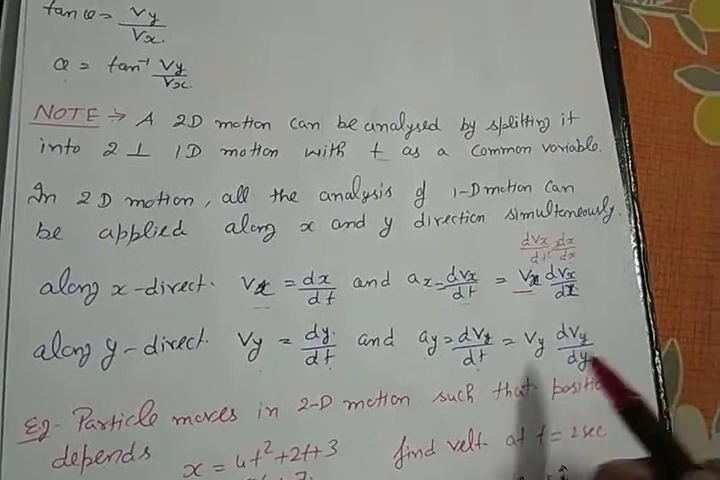 tanθ = Vy/Vx.
θ = tan⁻¹ Vy/Vx.
NOTE → A 2D motion can be analysed by splitting it
into 2 ⊥ 1D motion with t as a common variable.
In 2D motion, all the analysis of 1-D motion can
be applied along x and y direction simultaneously.
dVx/dt dx/dx
along x-direct. Vx = dx/dt and ax = dVx/dt = Vx dVx/dx
along y-direct. Vy = dy/dt and ay = dVy/dt = Vy dVy/dy
Eg- Particle moves in 2-D motion such that
depends x = 4t²+2t+3 find velt. at t = 2sec